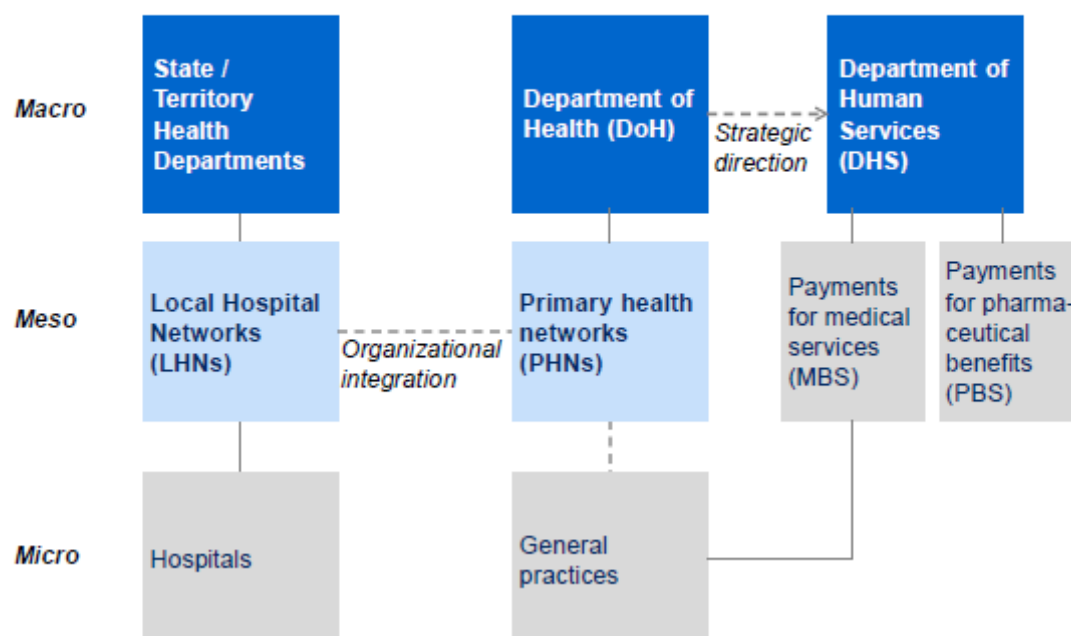 Macro
State /
Territory
Health
Departments
Department of
Health (DoH)
Strategic
direction
Department of
Human
Services
(DHS)
Meso
Local Hospital
Networks
(LHNs)
Organizational
integration
Primary health
networks
(PHNs)
Payments
for medical
services
(MBS)
Payments
for pharma-
ceutical
benefits
(PBS)
Micro
Hospitals
General
practices